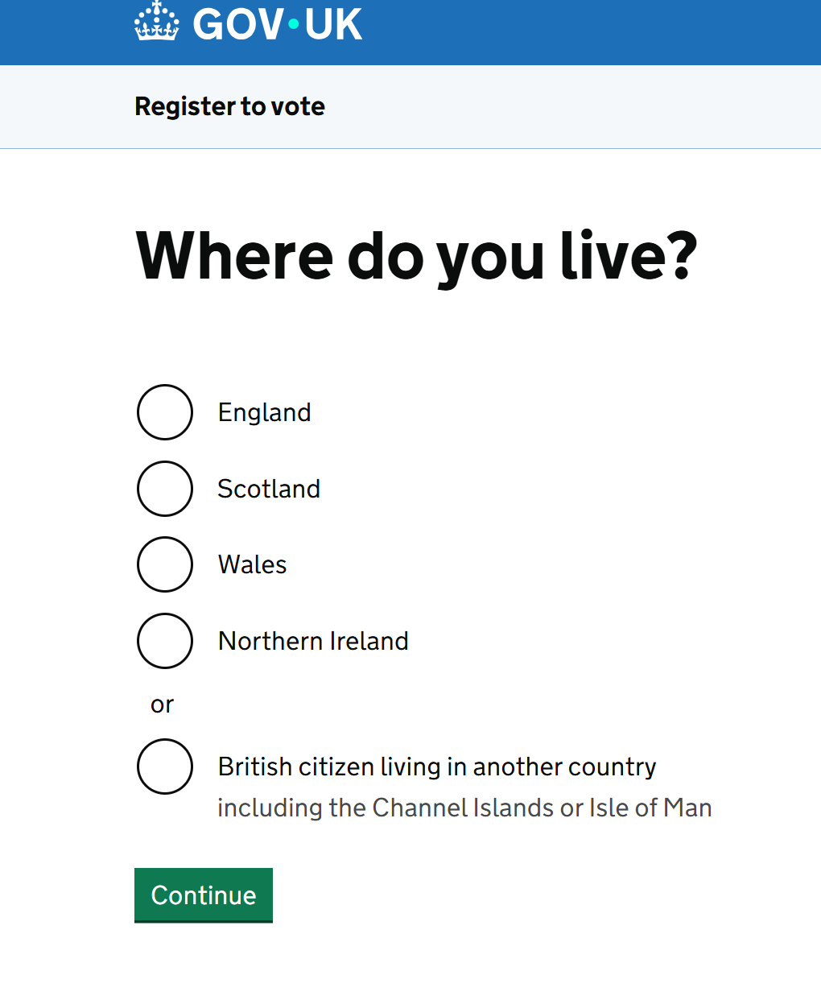 GOV·UK
Register to vote
Where do you live?
England
Scotland
Wales
Northern Ireland
or
British citizen living in another country
including the Channel Islands or Isle of Man
Continue